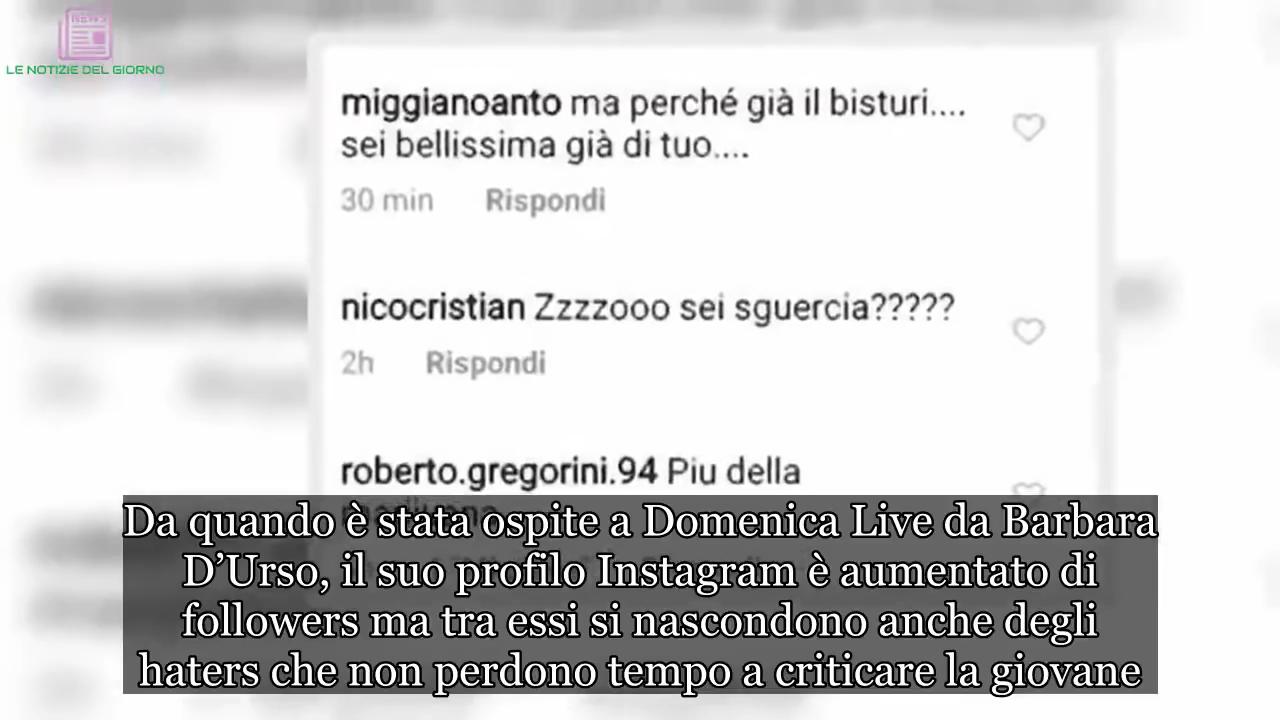 NEWS
LE NOTIZIE DEL GIORNO
miggianoanto ma perché già il bisturi....
sei bellissima già di tuo....
30 min Rispondi
nicocristian Zzzzooo sei sguercia?????
2h Rispondi
roberto.gregorini.94 Piu della
Da quando è stata ospite a Domenica Live da Barbara
D’Urso, il suo profilo Instagram è aumentato di
followers ma tra essi si nascondono anche degli
haters che non perdono tempo a criticare la giovane